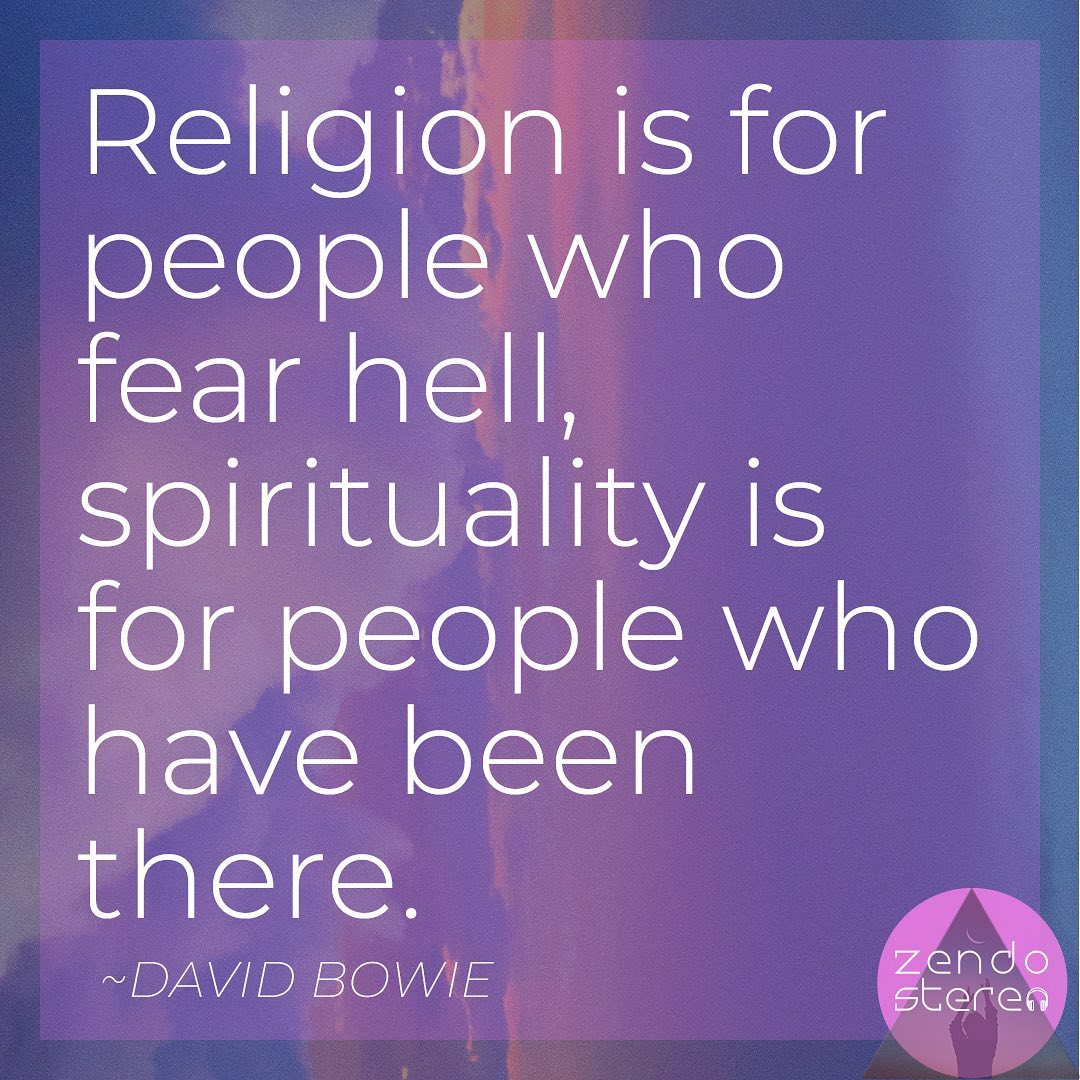 Religion is for
people who
fear hell,
spirituality is
for people who
have been
there.
~DAVID BOWIE
zendo
stereo